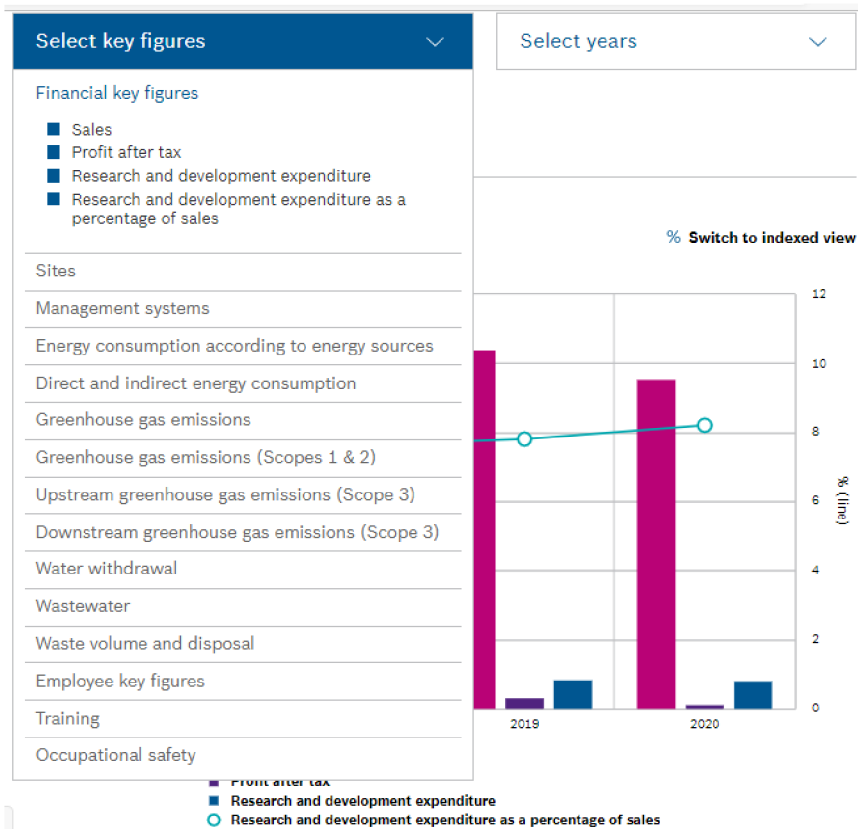 Select key figures
Select years
Financial key figures
Sales
Profit after tax
Research and development expenditure
Research and development expenditure as a
percentage of sales
% Switch to indexed view
Sites
Management systems
Energy consumption according to energy sources
Direct and indirect energy consumption
Greenhouse gas emissions
Greenhouse gas emissions (Scopes 1 & 2)
Upstream greenhouse gas emissions (Scope 3)
Downstream greenhouse gas emissions (Scope 3)
Water withdrawal
Wastewater
Waste volume and disposal
Employee key figures
Training
Occupational safety
12
10
8
6
4
2
0
% (line)
2019
2020
Profit after tax
Research and development expenditure
Research and development expenditure as a percentage of sales